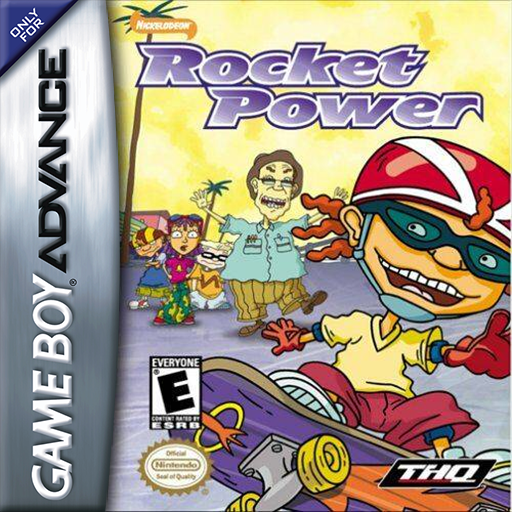 ONLY
FOR
GAME BOY ADVANCE
NICKELODEON
Rocket
Power
EVERYONE
E
CONTENT RATED BY
ESRB
Official
Nintendo
Seal of Quality
THQ